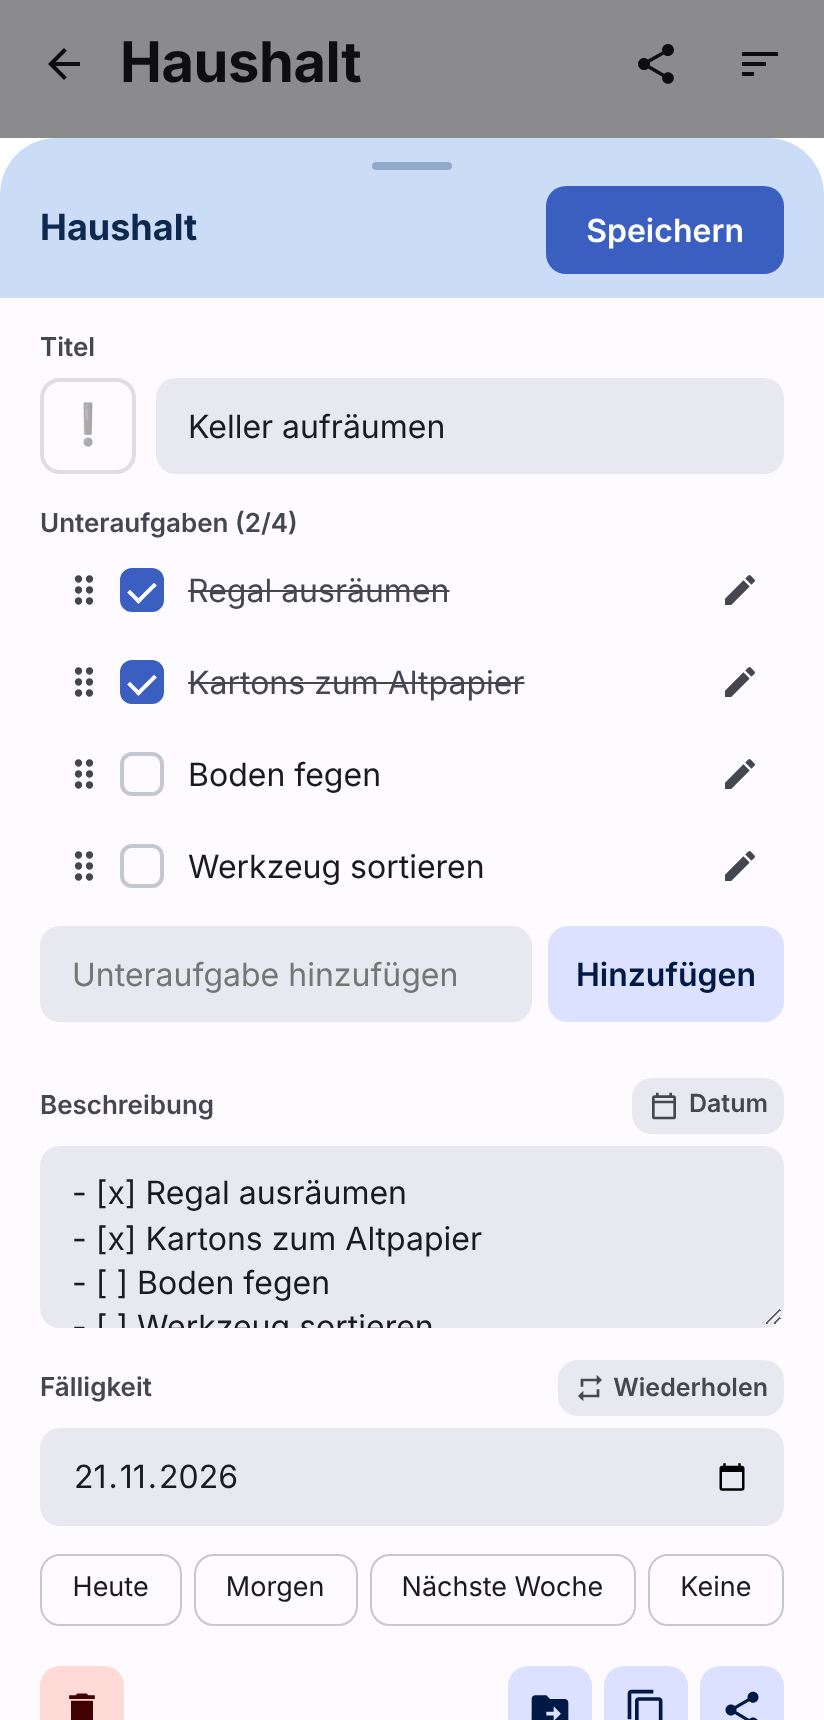 Haushalt
Haushalt
Speichern
Titel
Keller aufräumen
Unteraufgaben (2/4)
Regal ausräumen
Kartons zum Altpapier
Boden fegen
Werkzeug sortieren
Unteraufgabe hinzufügen
Hinzufügen
Beschreibung
Datum
- [x] Regal ausräumen
- [x] Kartons zum Altpapier
- [ ] Boden fegen
- [ ] Werkzeug sortieren
Fälligkeit
Wiederholen
21.11.2026
Heute
Morgen
Nächste Woche
Keine